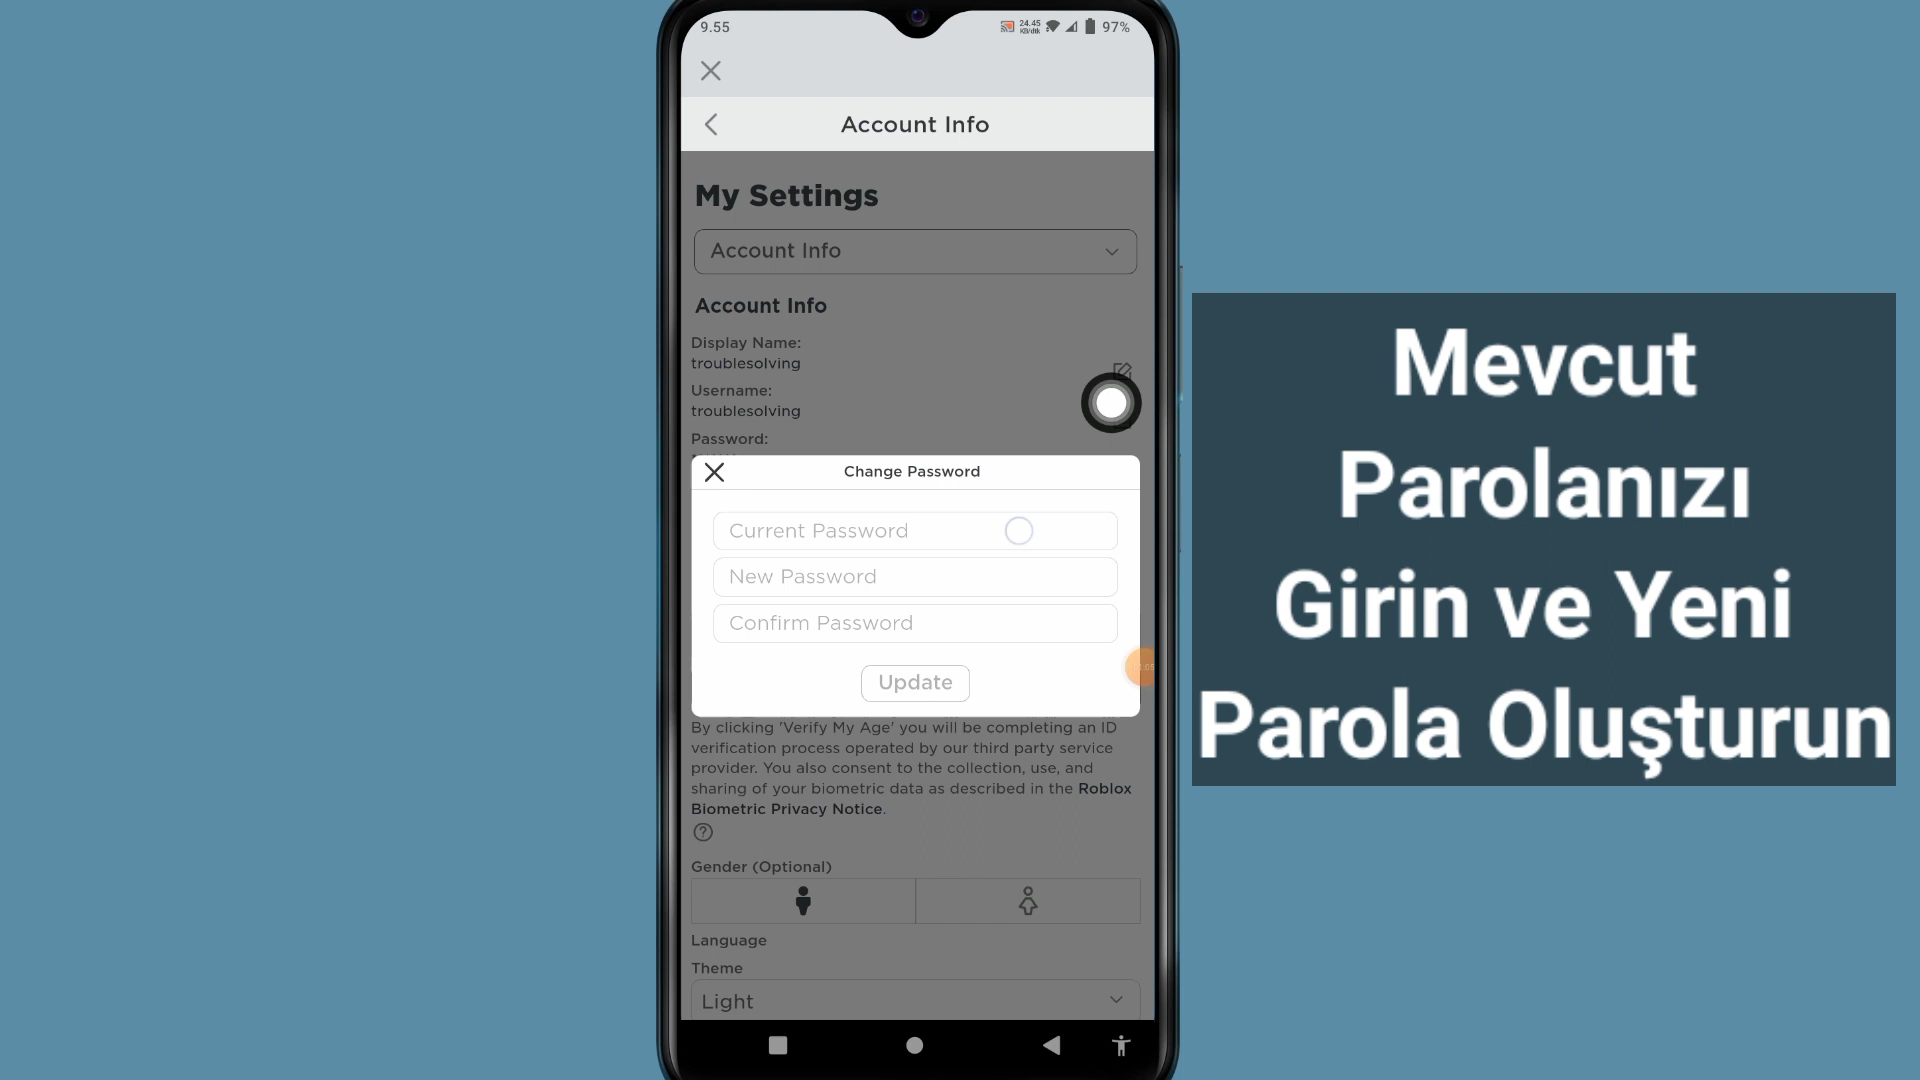 9.55
24.45
KB/dtk
97%
Account Info
My Settings
Account Info
Account Info
Display Name:
troublesolving
Username:
troublesolving
Password:
Change Password
Current Password
New Password
Confirm Password
Update
By clicking 'Verify My Age' you will be completing an ID
verification process operated by our third party service
provider. You also consent to the collection, use, and
sharing of your biometric data as described in the Roblox
Biometric Privacy Notice.
Gender (Optional)
Language
Theme
Light
Mevcut
Parolanızı
Girin ve Yeni
Parola Oluşturun